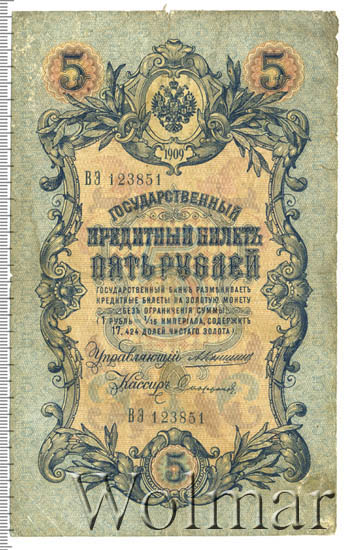 5 5
1909
ВЭ 123851
ГОСУДАРСТВЕННЫЙ
КРЕДИТНЫЙ БИЛЕТЪ
ПЯТЬ РУБЛЕЙ
ГОСУДАРСТВЕННЫЙ БАНКЪ РАЗМѢНИВАЕТЪ
КРЕДИТНЫЕ БИЛЕТЫ НА ЗОЛОТУЮ МОНЕТУ
БЕЗЪ ОГРАНИЧЕНІЯ СУММЫ
(1 РУБЛЬ = 1/15 ИМПЕРІАЛА, СОДЕРЖИТЪ
17,424 ДОЛЕЙ ЧИСТАГО ЗОЛОТА).
Управляющій
Кассиръ
ВЭ 123851
5
Wolmar